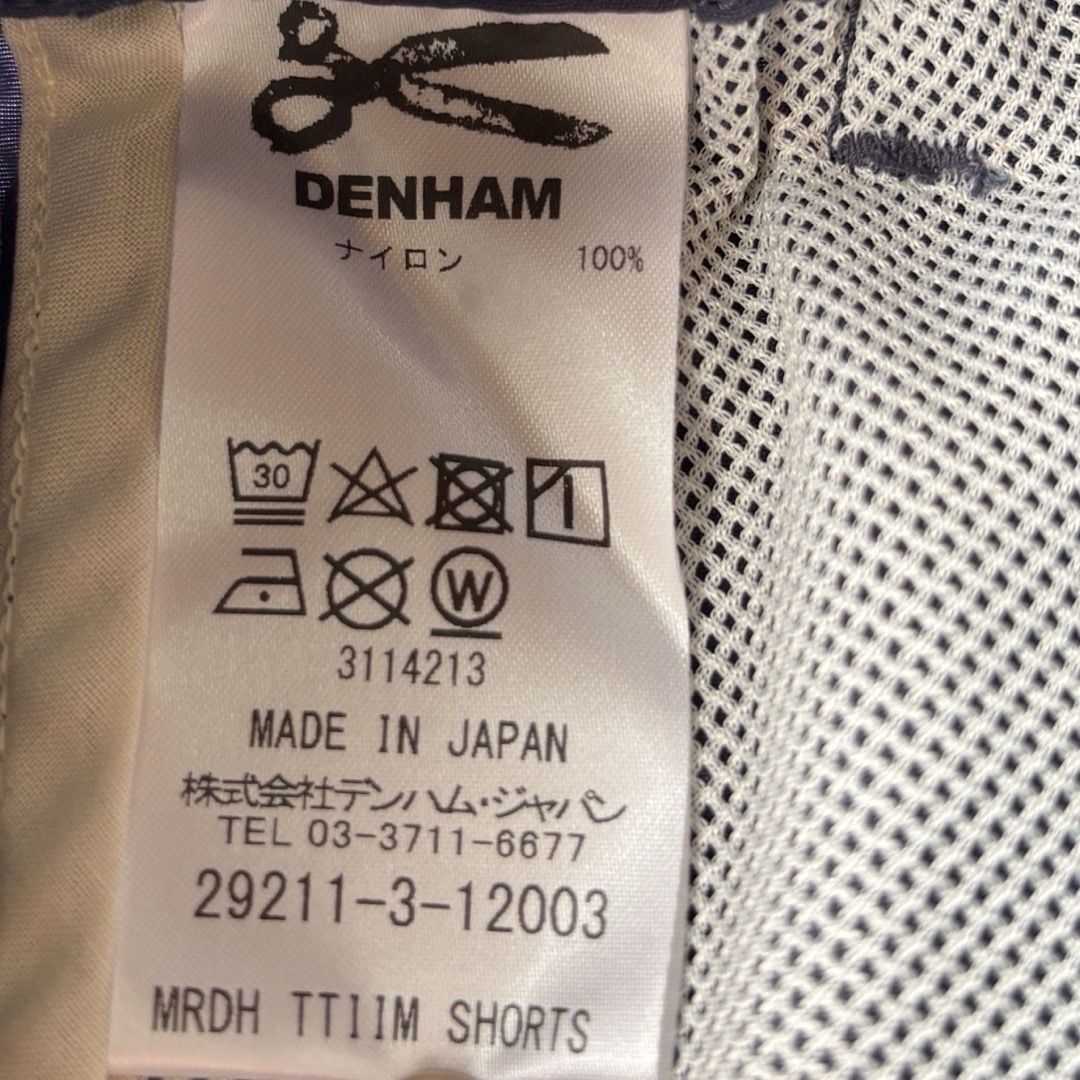 DENHAM
ナイロン 100%
30
W
3114213
MADE IN JAPAN
株式会社デンハム・ジャパン
TEL 03-3711-6677
29211-3-12003
MRDH TTIIM SHORTS